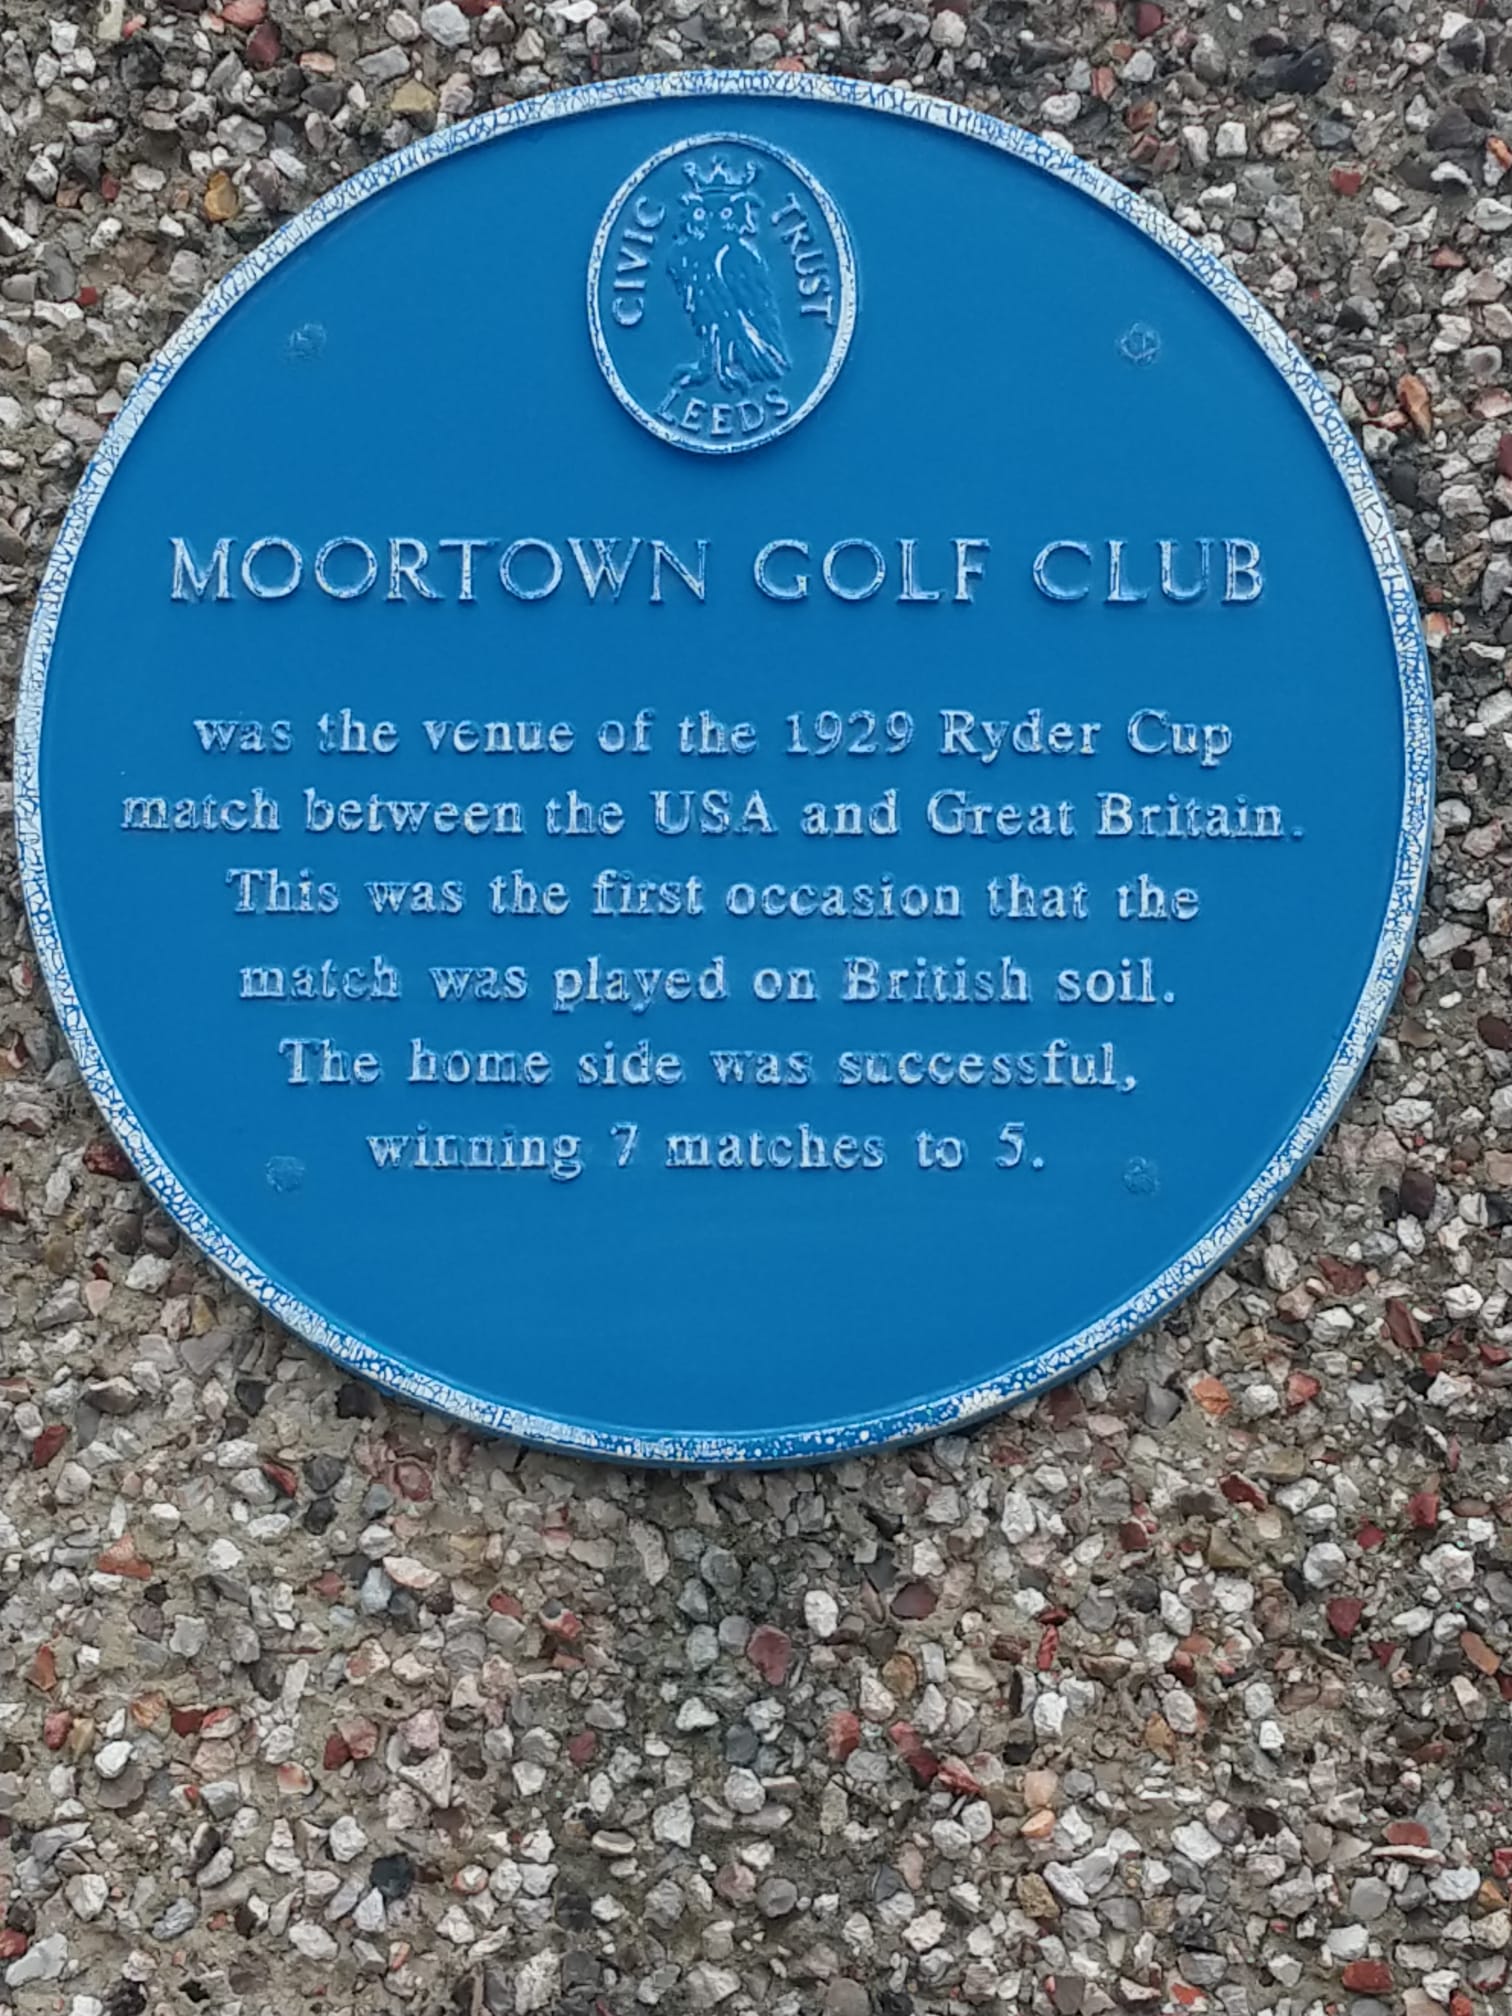 CIVIC TRUST
LEEDS
MOORTOWN GOLF CLUB
was the venue of the 1929 Ryder Cup
match between the USA and Great Britain.
This was the first occasion that the
match was played on British soil.
The home side was successful,
winning 7 matches to 5.